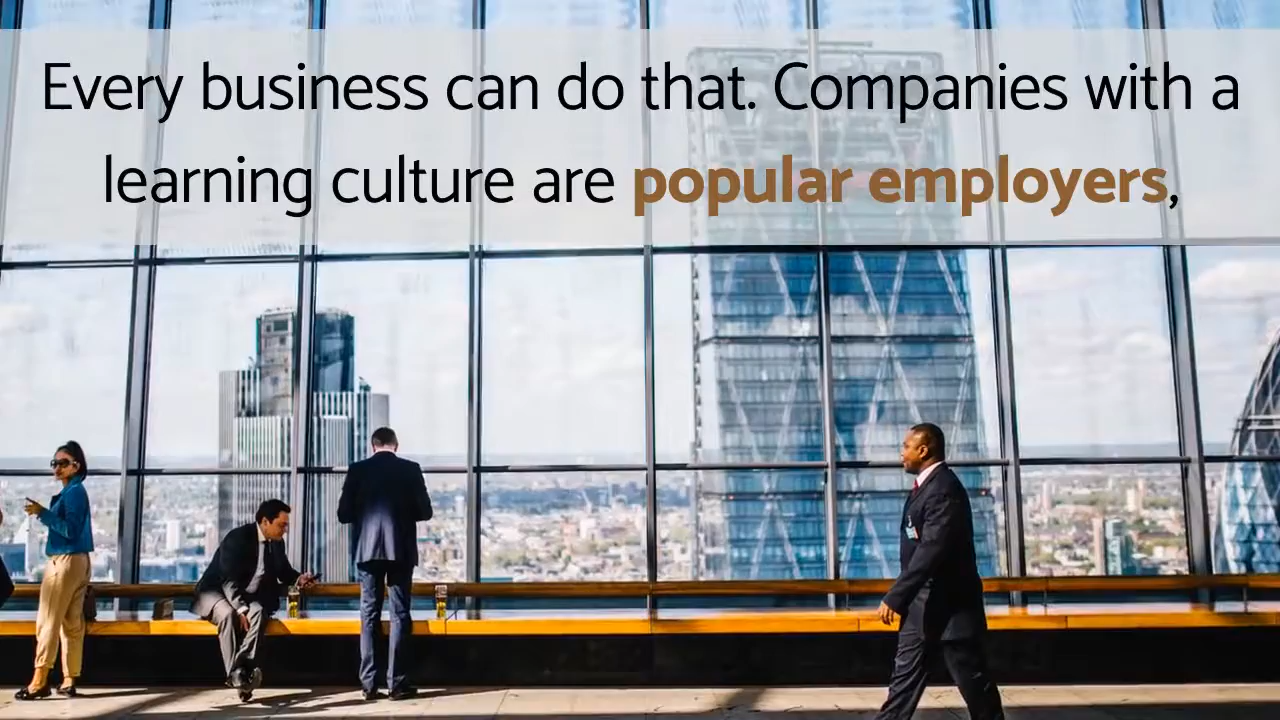 Every business can do that. Companies with a
learning culture are popular employers,